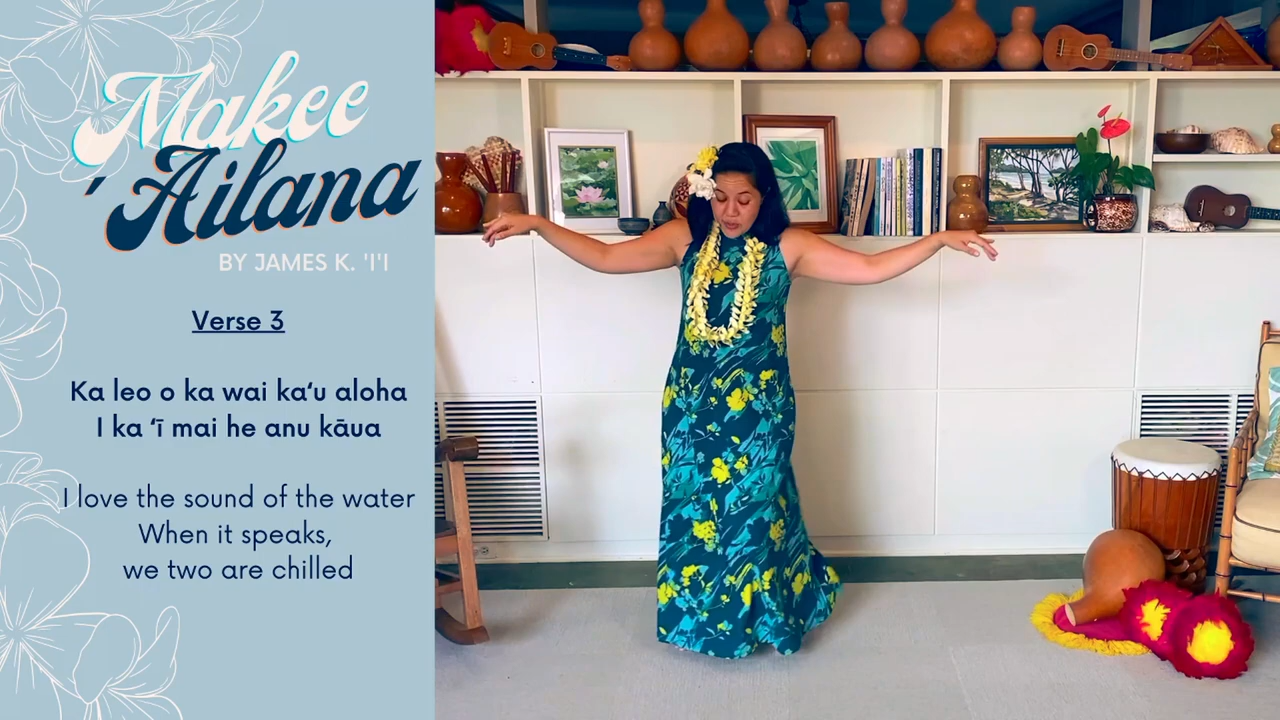 Makee
'Ailana
BY JAMES K. 'I'I
Verse 3
Ka leo o ka wai ka‘u aloha
I ka ‘ī mai he anu kāua
I love the sound of the water
When it speaks,
we two are chilled